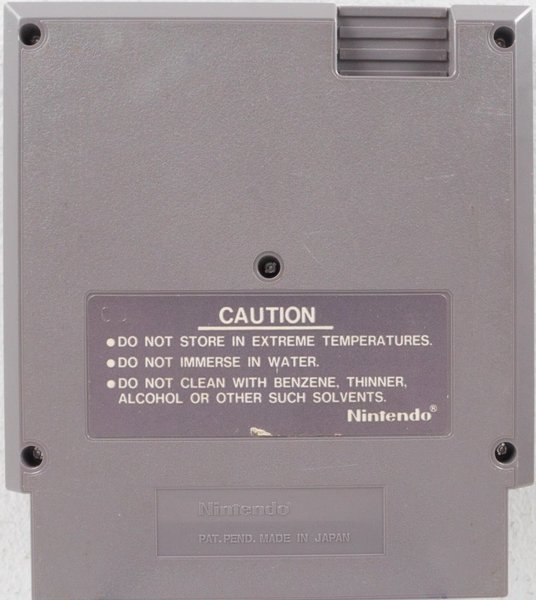 CAUTION
• DO NOT STORE IN EXTREME TEMPERATURES.
• DO NOT IMMERSE IN WATER.
• DO NOT CLEAN WITH BENZENE, THINNER,
ALCOHOL OR OTHER SUCH SOLVENTS.
Nintendo®
Nintendo®
PAT. PEND. MADE IN JAPAN